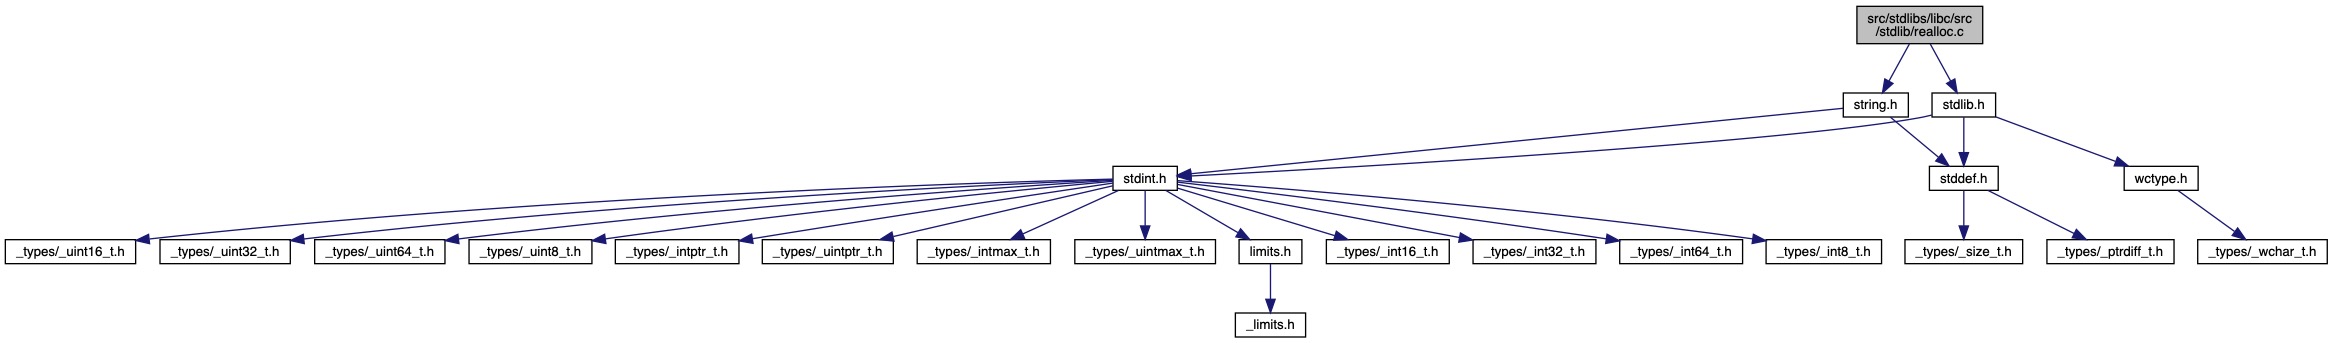 src/stdlibs/libc/src
/stdlib/realloc.c
string.h
stdlib.h
stdint.h
stddef.h
wctype.h
_types/_uint16_t.h
_types/_uint32_t.h
_types/_uint64_t.h
_types/_uint8_t.h
_types/_intptr_t.h
_types/_uintptr_t.h
_types/_intmax_t.h
_types/_uintmax_t.h
limits.h
_types/_int16_t.h
_types/_int32_t.h
_types/_int64_t.h
_types/_int8_t.h
_types/_size_t.h
_types/_ptrdiff_t.h
_types/_wchar_t.h
_limits.h